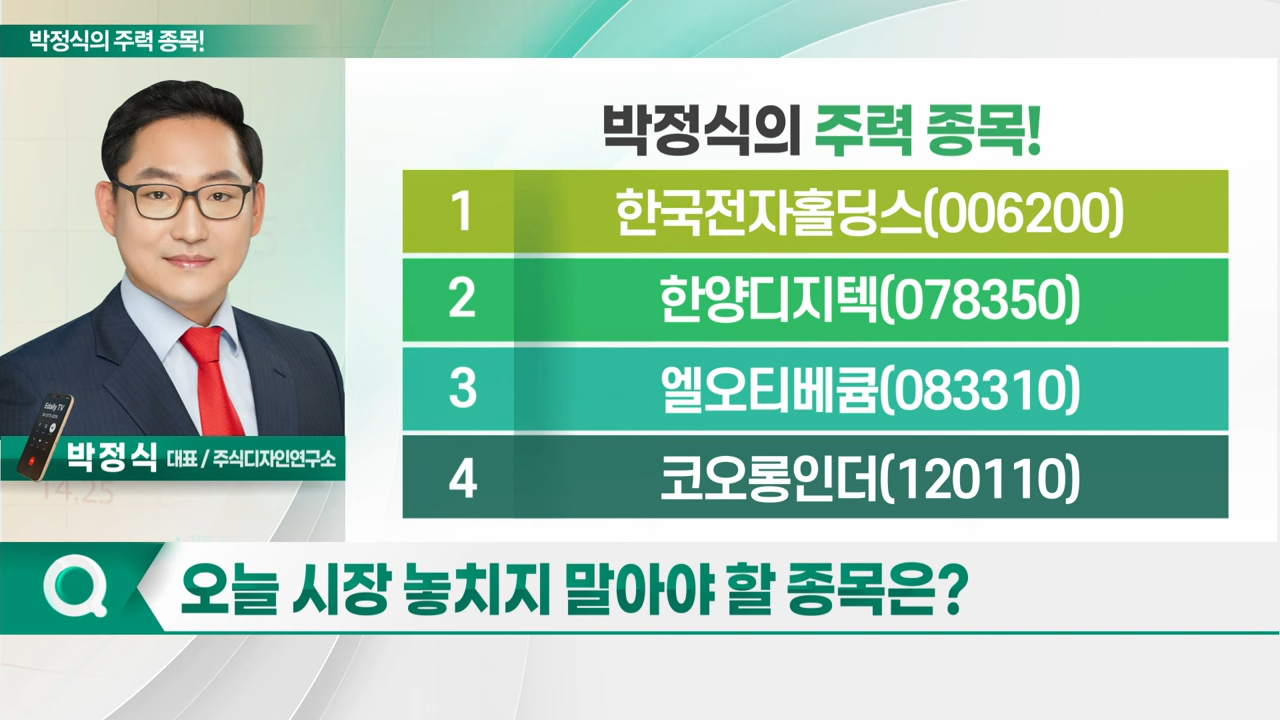 박정식의 주력 종목!
박정식의 주력 종목!
1 한국전자홀딩스(006200)
2 한양디지텍(078350)
3 엘오티베큠(083310)
4 코오롱인더(120110)
Edaily TV
박정식 대표 / 주식디자인연구소
14.25
Q 오늘 시장 놓치지 말아야 할 종목은?